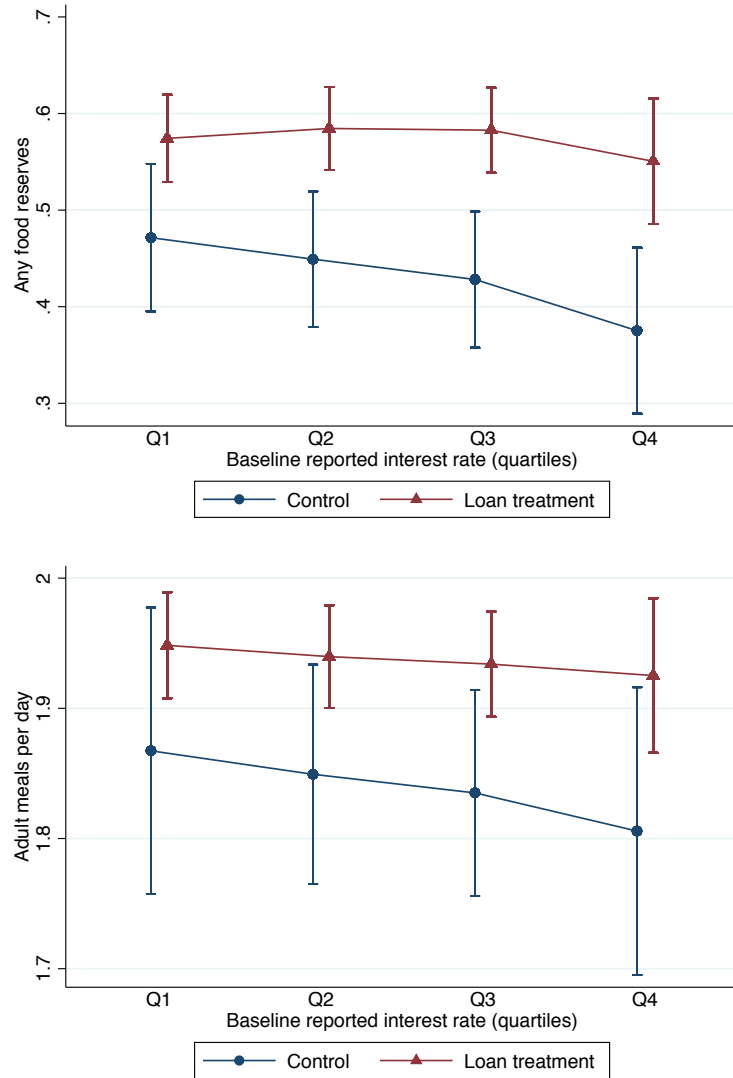 Any food reserves
.7
.6
.5
.4
.3
Q1 Q2 Q3 Q4
Baseline reported interest rate (quartiles)
Control Loan treatment
Adult meals per day
2
1.9
1.8
1.7
Q1 Q2 Q3 Q4
Baseline reported interest rate (quartiles)
Control Loan treatment